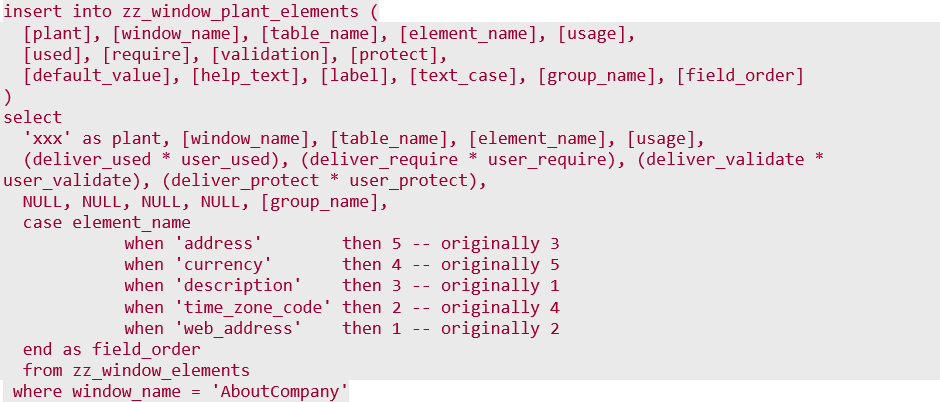 insert into zz_window_plant_elements (
  [plant], [window_name], [table_name], [element_name], [usage],
  [used], [require], [validation], [protect],
  [default_value], [help_text], [label], [text_case], [group_name], [field_order]
)
select
  'xxx' as plant, [window_name], [table_name], [element_name], [usage],
  (deliver_used * user_used), (deliver_require * user_require), (deliver_validate *
user_validate), (deliver_protect * user_protect),
  NULL, NULL, NULL, NULL, [group_name],
  case element_name
            when 'address'        then 5 -- originally 3
            when 'currency'       then 4 -- originally 5
            when 'description'    then 3 -- originally 1
            when 'time_zone_code' then 2 -- originally 4
            when 'web_address'    then 1 -- originally 2
  end as field_order
  from zz_window_elements
 where window_name = 'AboutCompany'